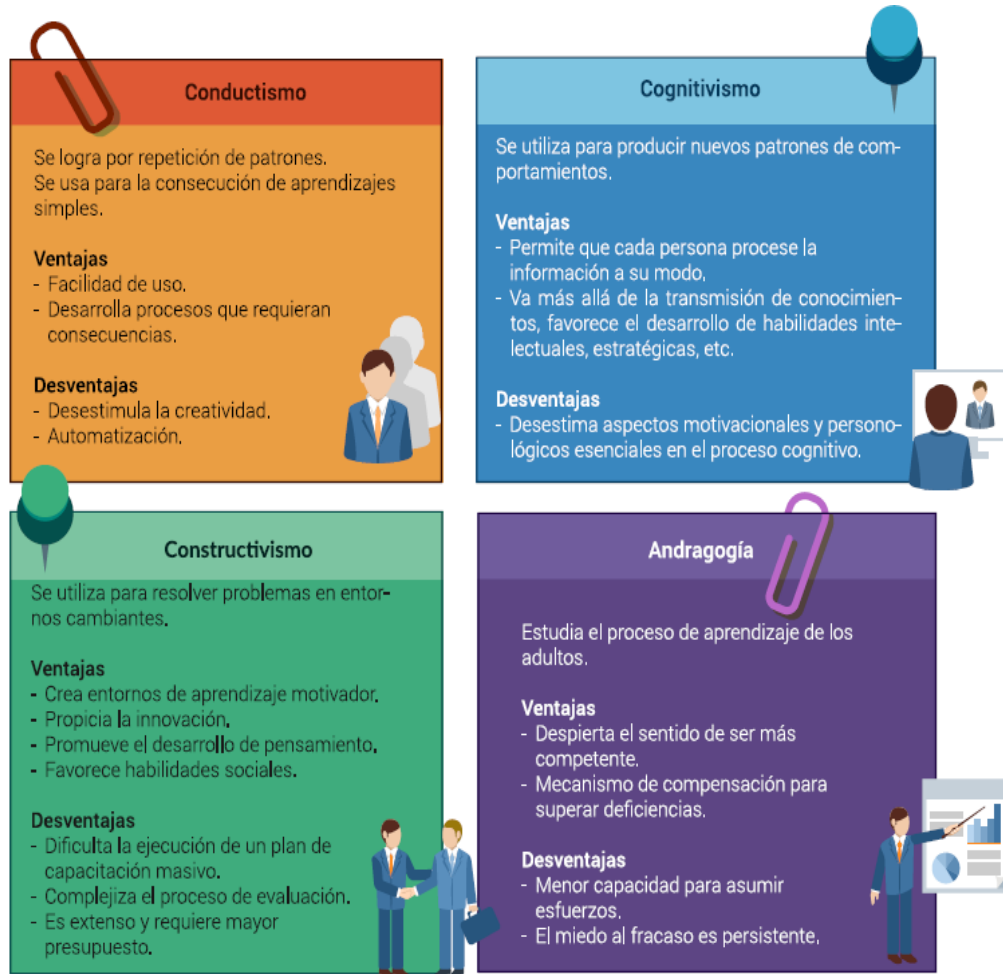 Conductismo
Se logra por repetición de patrones.
Se usa para la consecución de aprendizajes
simples.
Ventajas
- Facilidad de uso.
- Desarrolla procesos que requieran
consecuencias.
Desventajas
- Desestimula la creatividad.
- Automatización.
Cognitivismo
Se utiliza para producir nuevos patrones de com-
portamientos.
Ventajas
- Permite que cada persona procese la
información a su modo.
- Va más allá de la transmisión de conocimien-
tos, favorece el desarrollo de habilidades inte-
lectuales, estratégicas, etc.
Desventajas
- Desestima aspectos motivacionales y perso­no-
lógicos esenciales en el proceso cognitivo.
Constructivismo
Se utiliza para resolver problemas en entor-
nos cambiantes.
Ventajas
- Crea entornos de aprendizaje motivador.
- Propicia la innovación.
- Promueve el desarrollo de pensamiento.
- Favorece habilidades sociales.
Desventajas
- Dificulta la ejecución de un plan de
capacitación masivo.
- Complejiza el proceso de evaluación.
- Es extenso y requiere mayor
presupuesto.
Andragogía
Estudia el proceso de aprendizaje de los
adultos.
Ventajas
- Despierta el sentido de ser más
competente.
- Mecanismo de compensación para
superar deficiencias.
Desventajas
- Menor capacidad para asumir
esfuerzos.
- El miedo al fracaso es persistente.